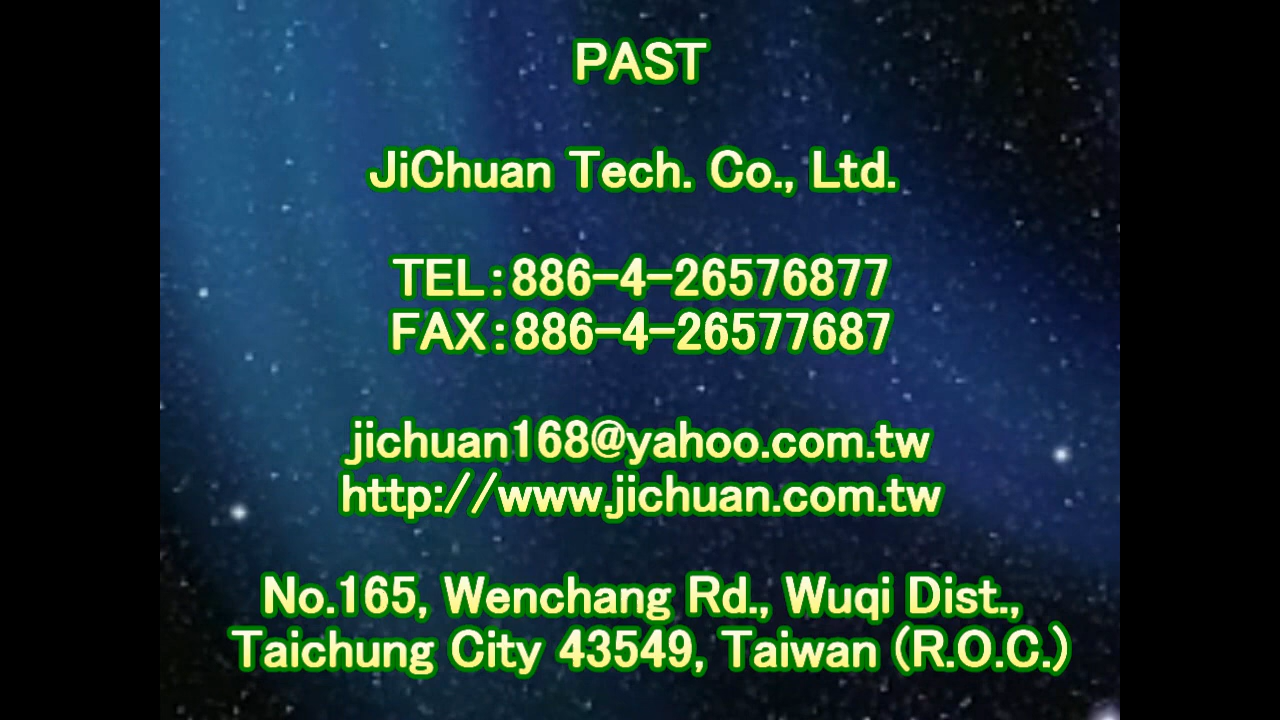 PAST
JiChuan Tech. Co., Ltd.
TEL:886-4-26576877
FAX:886-4-26577687
jichuan168@yahoo.com.tw
http://www.jichuan.com.tw
No.165, Wenchang Rd., Wuqi Dist.,
Taichung City 43549, Taiwan (R.O.C.)